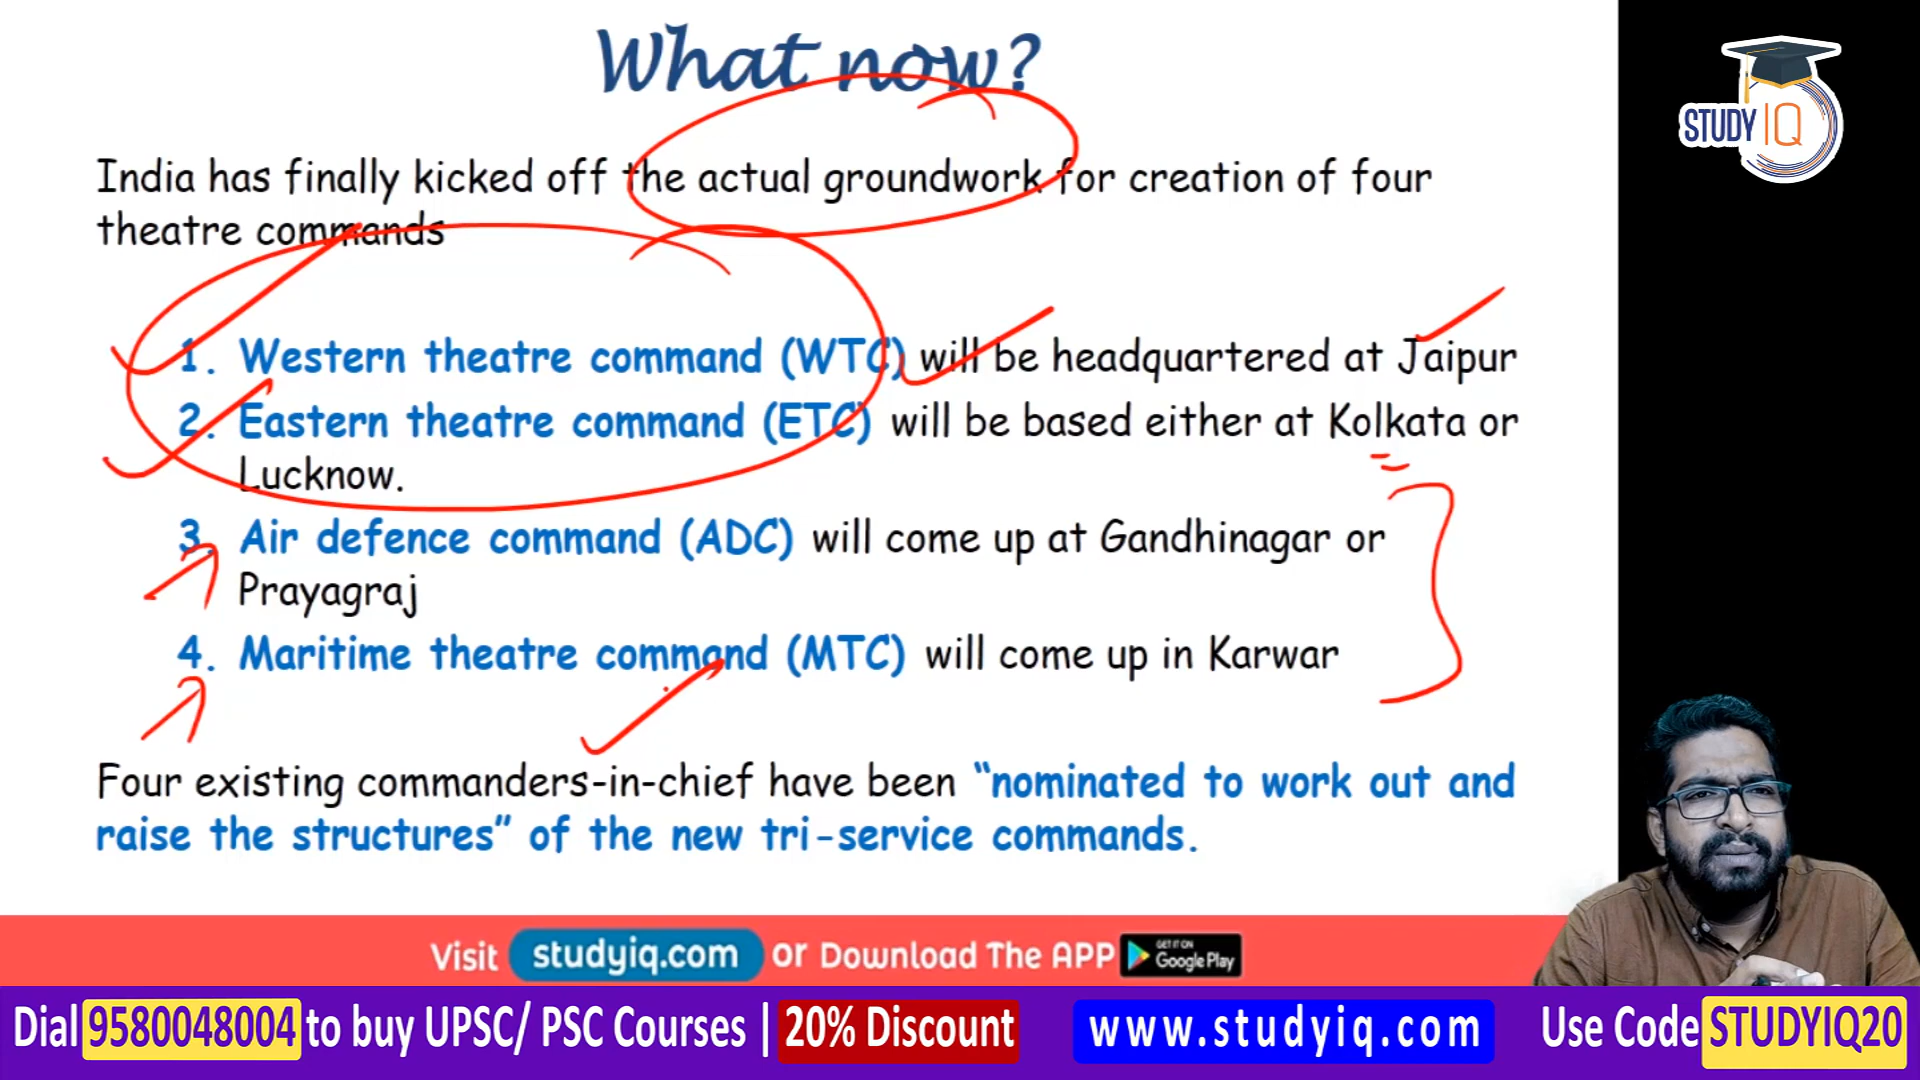 What now?
India has finally kicked off the actual groundwork for creation of four
theatre commands
1. Western theatre command (WTC) will be headquartered at Jaipur
2. Eastern theatre command (ETC) will be based either at Kolkata or
Lucknow.
3. Air defence command (ADC) will come up at Gandhinagar or
Prayagraj
4. Maritime theatre command (MTC) will come up in Karwar
Four existing commanders-in-chief have been “nominated to work out and
raise the structures” of the new tri-service commands.
STUDY IQ
Visit studyiq.com or Download The APP GET IT ON Google Play
Dial 9580048004 to buy UPSC/ PSC Courses | 20% Discount www.studyiq.com Use Code STUDYIQ20